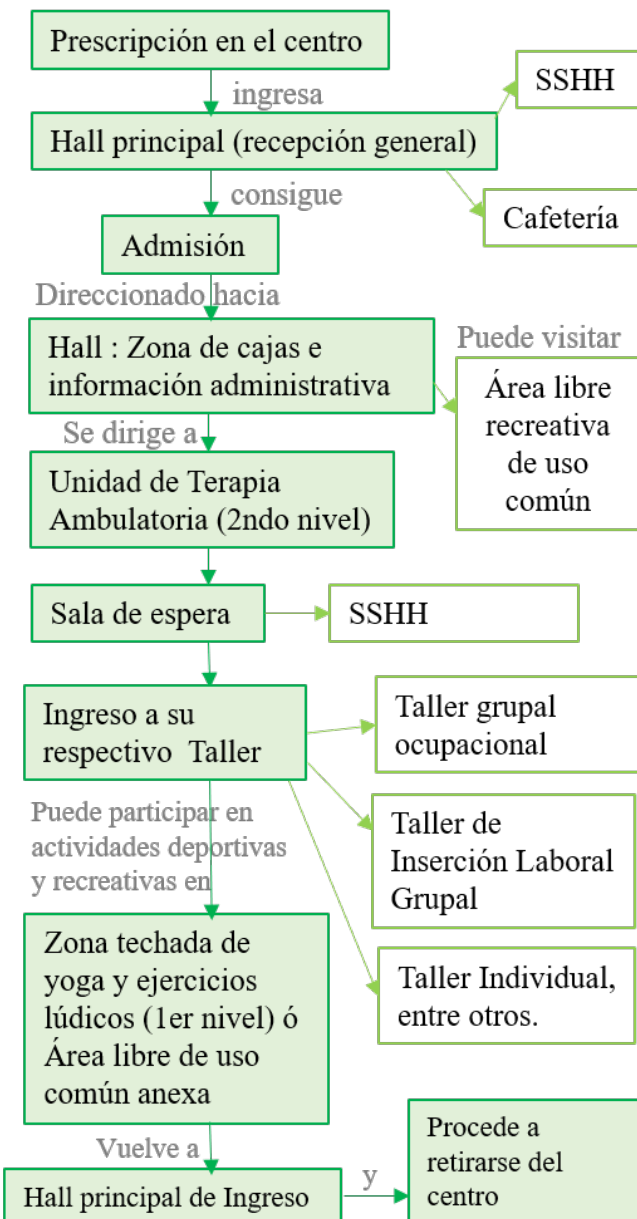 Prescripción en el centro
ingresa
SSHH
Hall principal (recepción general)
consigue
Cafetería
Admisión
Direccionado hacia
Hall : Zona de cajas e
información administrativa
Puede visitar
Área libre
recreativa
de uso
común
Se dirige a
Unidad de Terapia
Ambulatoria (2ndo nivel)
Sala de espera
SSHH
Ingreso a su
respectivo Taller
Taller grupal
ocupacional
Taller de
Inserción Laboral
Grupal
Taller Individual,
entre otros.
Puede participar en
actividades deportivas
y recreativas en
Zona techada de
yoga y ejercicios
lúdicos (1er nivel) ó
Área libre de uso
común anexa
Vuelve a
Hall principal de Ingreso
y
Procede a
retirarse del
centro